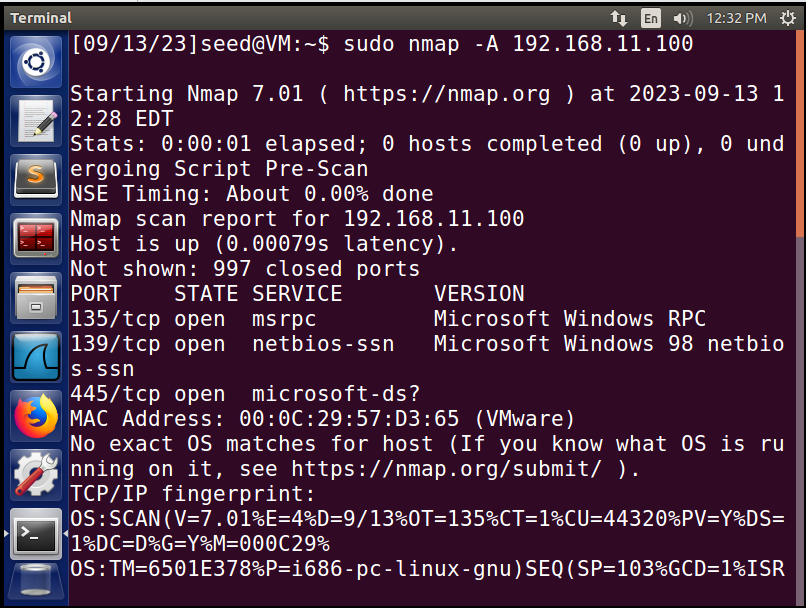 Terminal
En
12:32 PM
[09/13/23]seed@VM:~$ sudo nmap -A 192.168.11.100
Starting Nmap 7.01 ( https://nmap.org ) at 2023-09-13 1
2:28 EDT
Stats: 0:00:01 elapsed; 0 hosts completed (0 up), 0 und
ergoing Script Pre-Scan
NSE Timing: About 0.00% done
Nmap scan report for 192.168.11.100
Host is up (0.00079s latency).
Not shown: 997 closed ports
PORT    STATE SERVICE       VERSION
135/tcp open  msrpc         Microsoft Windows RPC
139/tcp open  netbios-ssn   Microsoft Windows 98 netbio
s-ssn
445/tcp open  microsoft-ds?
MAC Address: 00:0C:29:57:D3:65 (VMware)
No exact OS matches for host (If you know what OS is ru
nning on it, see https://nmap.org/submit/ ).
TCP/IP fingerprint:
OS:SCAN(V=7.01%E=4%D=9/13%OT=135%CT=1%CU=44320%PV=Y%DS=
1%DC=D%G=Y%M=000C29%
OS:TM=6501E378%P=i686-pc-linux-gnu)SEQ(SP=103%GCD=1%ISR